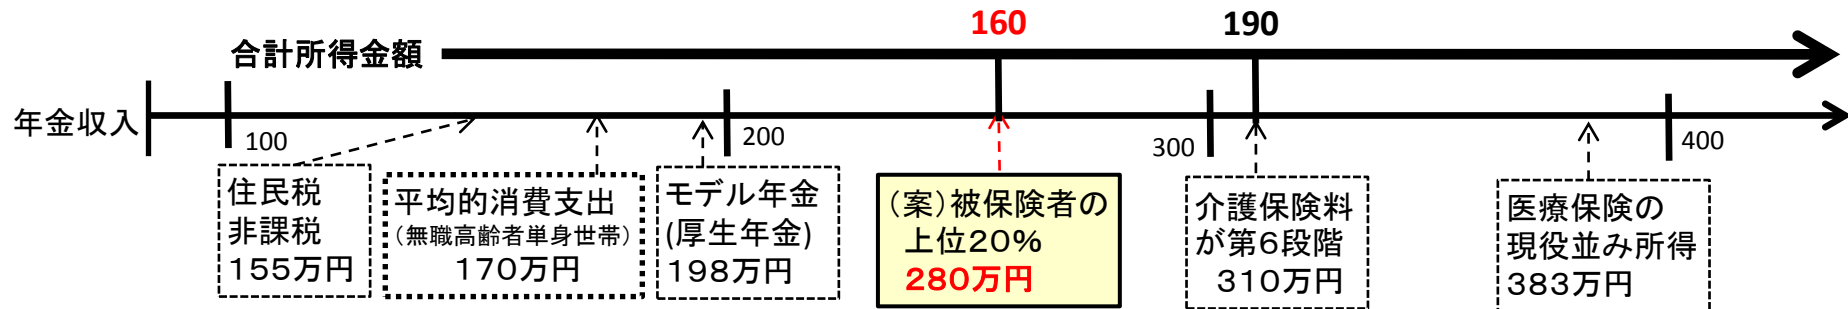 160
190
合計所得金額
年金収入
100
200
300
400
住民税
非課税
155万円
平均的消費支出
（無職高齢者単身世帯）
170万円
モデル年金
(厚生年金)
198万円
（案）被保険者の
上位20%
280万円
介護保険料
が第6段階
310万円
医療保険の
現役並み所得
383万円